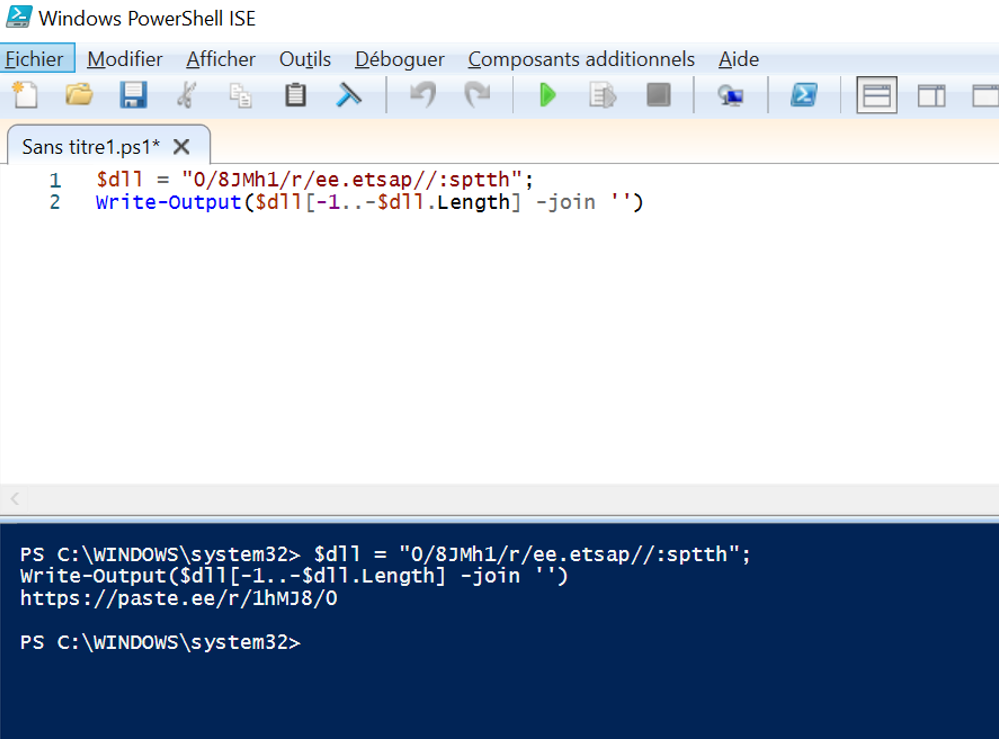 Windows PowerShell ISE
Fichier Modifier Afficher Outils Déboguer Composants additionnels Aide
Sans titre1.ps1* X
1 $dll = "0/8JMh1/r/ee.etsap//:sptth";
2 Write-Output($dll[-1..-$dll.Length] -join '')
PS C:\WINDOWS\system32> $dll = "0/8JMh1/r/ee.etsap//:sptth";
Write-Output($dll[-1..-$dll.Length] -join '')
https://paste.ee/r/1hMJ8/0
PS C:\WINDOWS\system32>